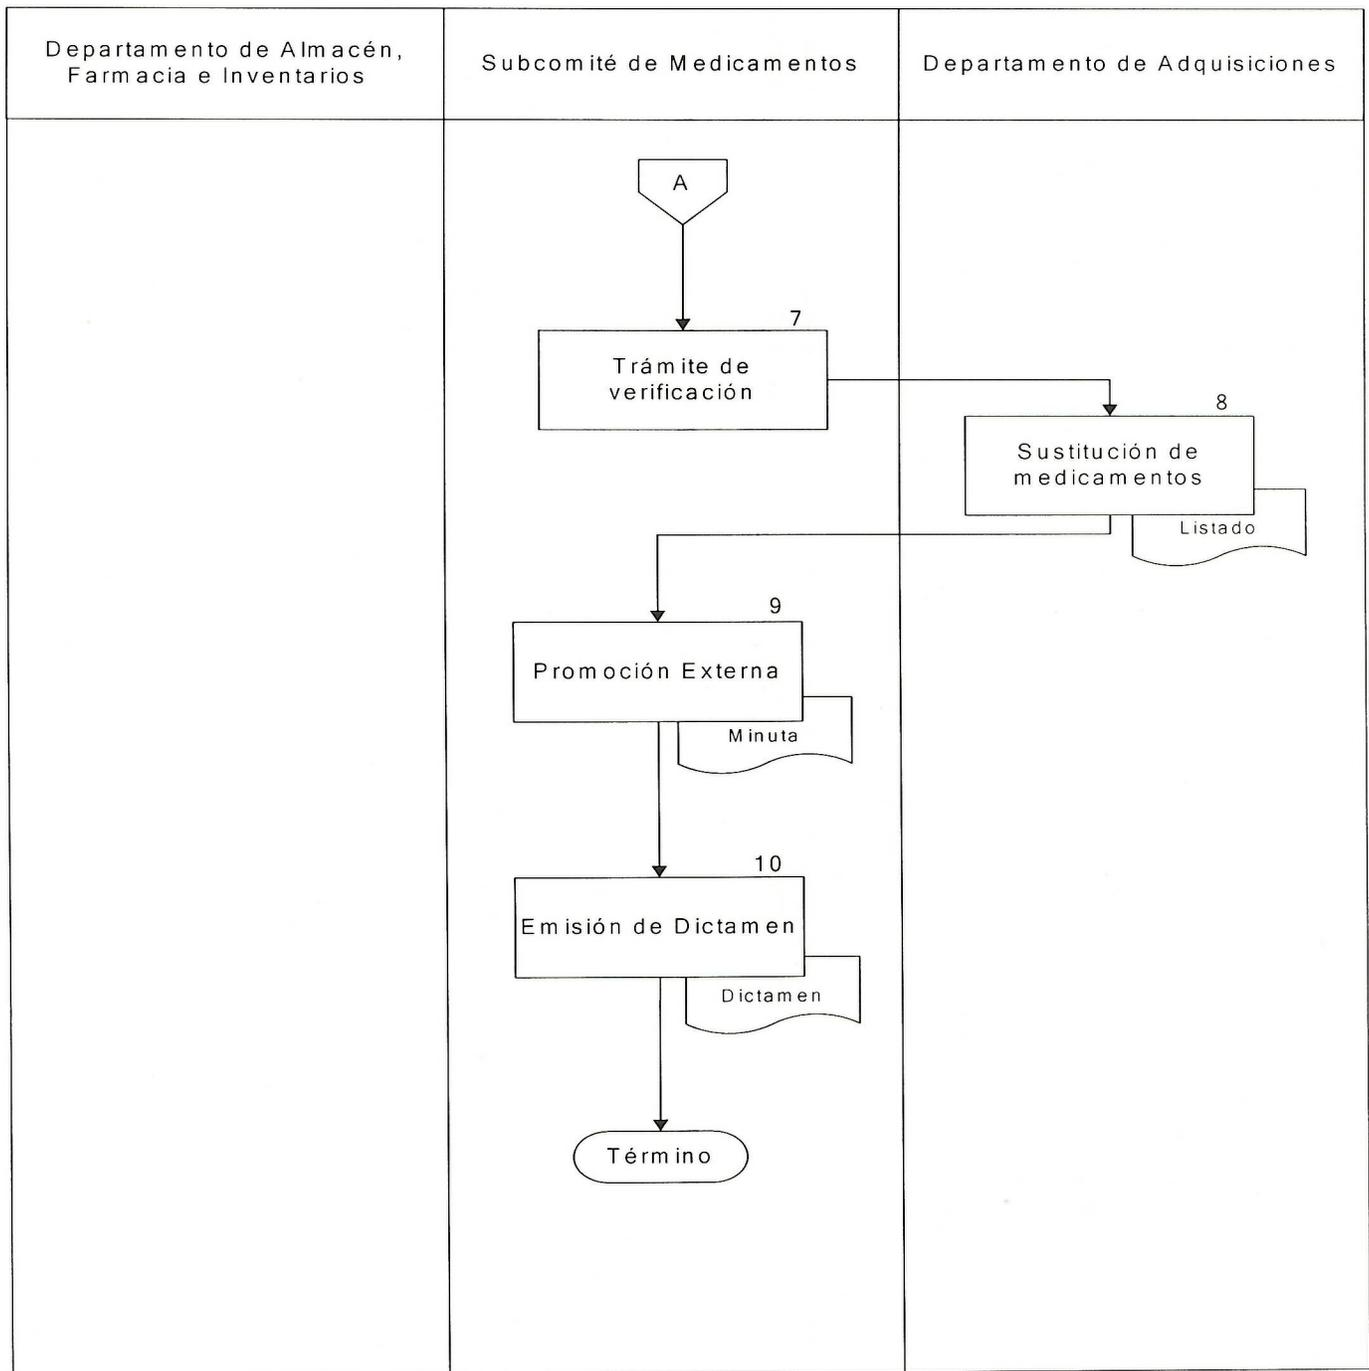 Departamento de Almacén,
Farmacia e Inventarios
Subcomité de Medicamentos
Departamento de Adquisiciones
A
7
Trámite de
verificación
8
Sustitución de
medicamentos
Listado
9
Promoción Externa
Minuta
10
Emisión de Dictamen
Dictamen
Término